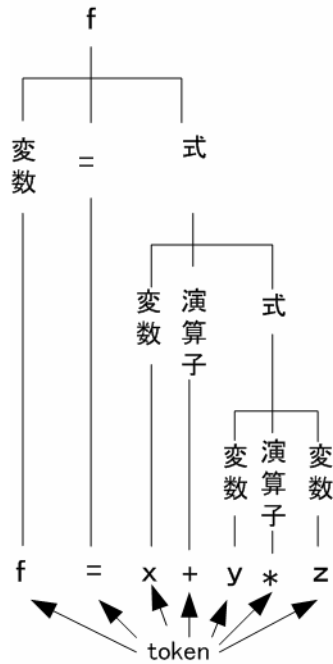 f
変数 = 式
変数 演算子 式
変数 演算子 変数
f = x + y * z
token